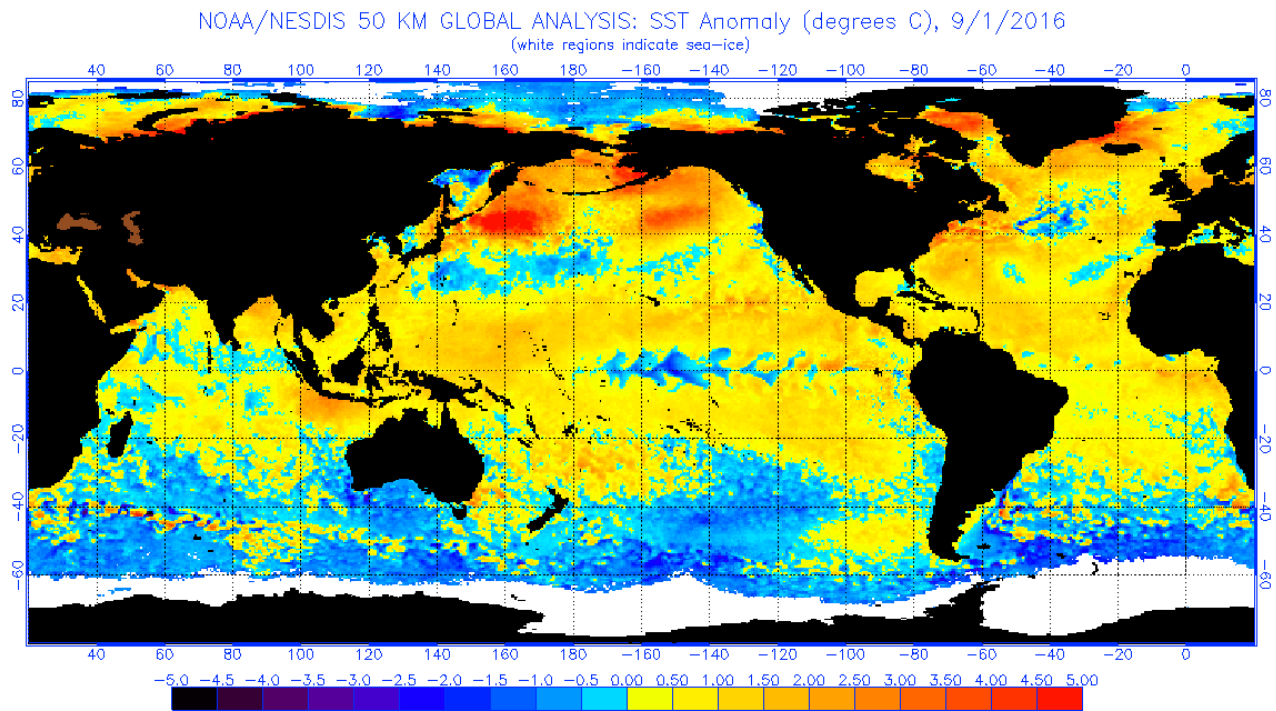 NOAA/NESDIS 50 KM GLOBAL ANALYSIS: SST Anomaly (degrees C), 9/1/2016
(white regions indicate sea-ice)
40 60 80 100 120 140 160 180 -160 -140 -120 -100 -80 -60 -40 -20 0
80 80
60 60
40 40
20 20
0 0
-20 -20
-40 -40
-60 -60
40 60 80 100 120 140 160 180 -160 -140 -120 -100 -80 -60 -40 -20 0
-5.0 -4.5 -4.0 -3.5 -3.0 -2.5 -2.0 -1.5 -1.0 -0.5 0.00 0.50 1.00 1.50 2.00 2.50 3.00 4.00 4.50 5.00